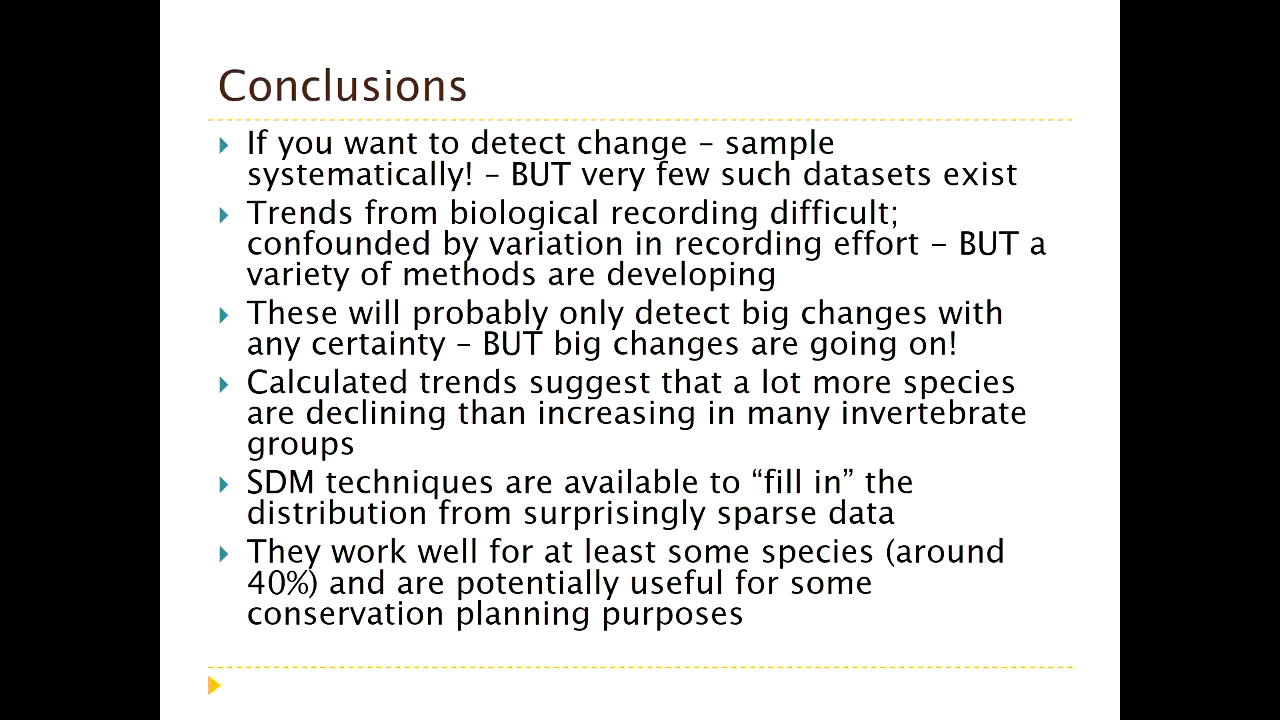 Conclusions
If you want to detect change – sample
systematically! – BUT very few such datasets exist
Trends from biological recording difficult;
confounded by variation in recording effort – BUT a
variety of methods are developing
These will probably only detect big changes with
any certainty – BUT big changes are going on!
Calculated trends suggest that a lot more species
are declining than increasing in many invertebrate
groups
SDM techniques are available to “fill in” the
distribution from surprisingly sparse data
They work well for at least some species (around
40%) and are potentially useful for some
conservation planning purposes